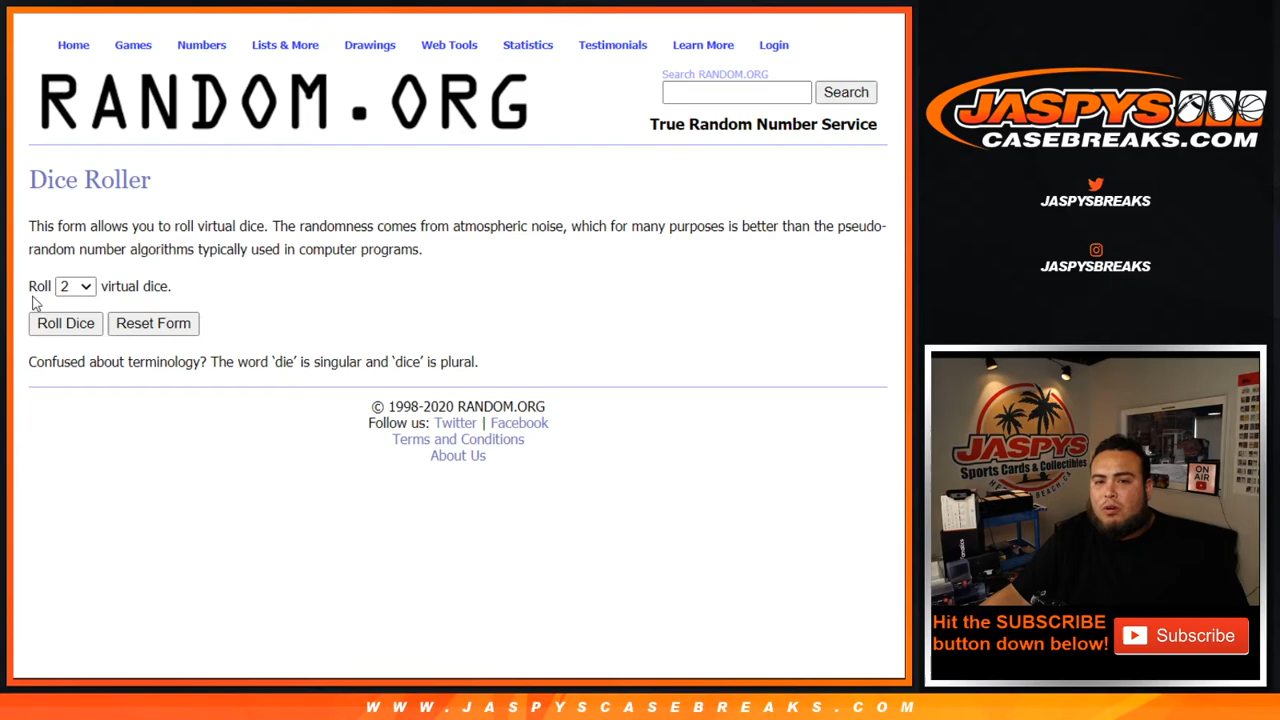 Home Games Numbers Lists & More Drawings Web Tools Statistics Testimonials Learn More Login
RANDOM.ORG
Search RANDOM.ORG
Search
True Random Number Service
Dice Roller
This form allows you to roll virtual dice. The randomness comes from atmospheric noise, which for many purposes is better than the pseudo-
random number algorithms typically used in computer programs.
Roll 2 virtual dice.
Roll Dice Reset Form
Confused about terminology? The word ‘die’ is singular and ‘dice’ is plural.
© 1998-2020 RANDOM.ORG
Follow us: Twitter | Facebook
Terms and Conditions
About Us
JASPYS
CASEBREAKS.COM
JASPYSBREAKS
JASPYSBREAKS
JASPYS
Sports Cards & Collectibles
ON
AIR
Hit the SUBSCRIBE
button down below!
Subscribe
WWW.JASPYSCASEBREAKS.COM